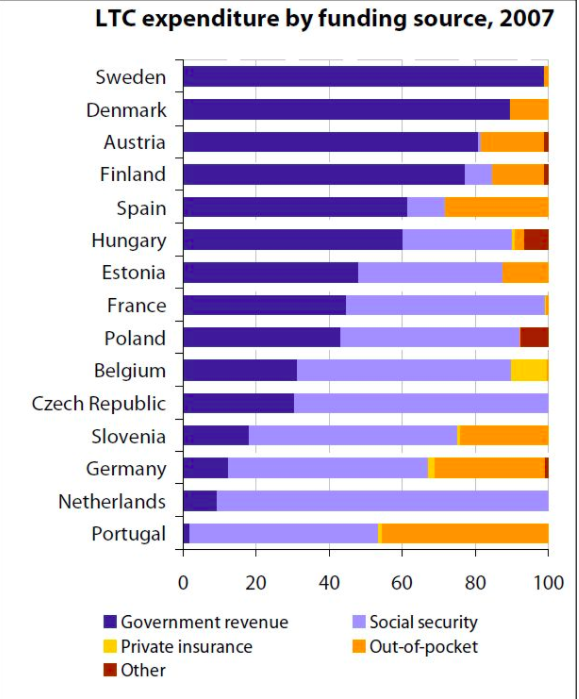 LTC expenditure by funding source, 2007
Sweden
Denmark
Austria
Finland
Spain
Hungary
Estonia
France
Poland
Belgium
Czech Republic
Slovenia
Germany
Netherlands
Portugal
0 20 40 60 80 100
Government revenue Social security
Private insurance Out-of-pocket
Other